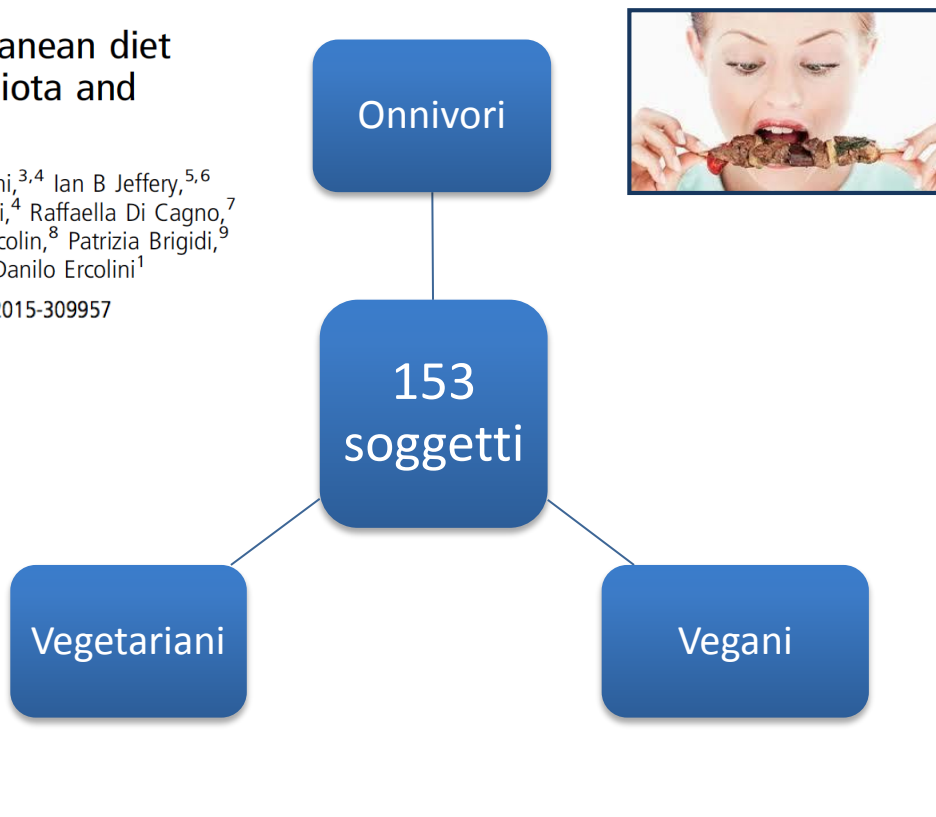 anean diet
iota and
ni,3,4 Ian B Jeffery,5,6
i,4 Raffaella Di Cagno,7
colin,8 Patrizia Brigidi,9
Danilo Ercolini1
2015-309957
Onnivori
153
soggetti
Vegetariani
Vegani